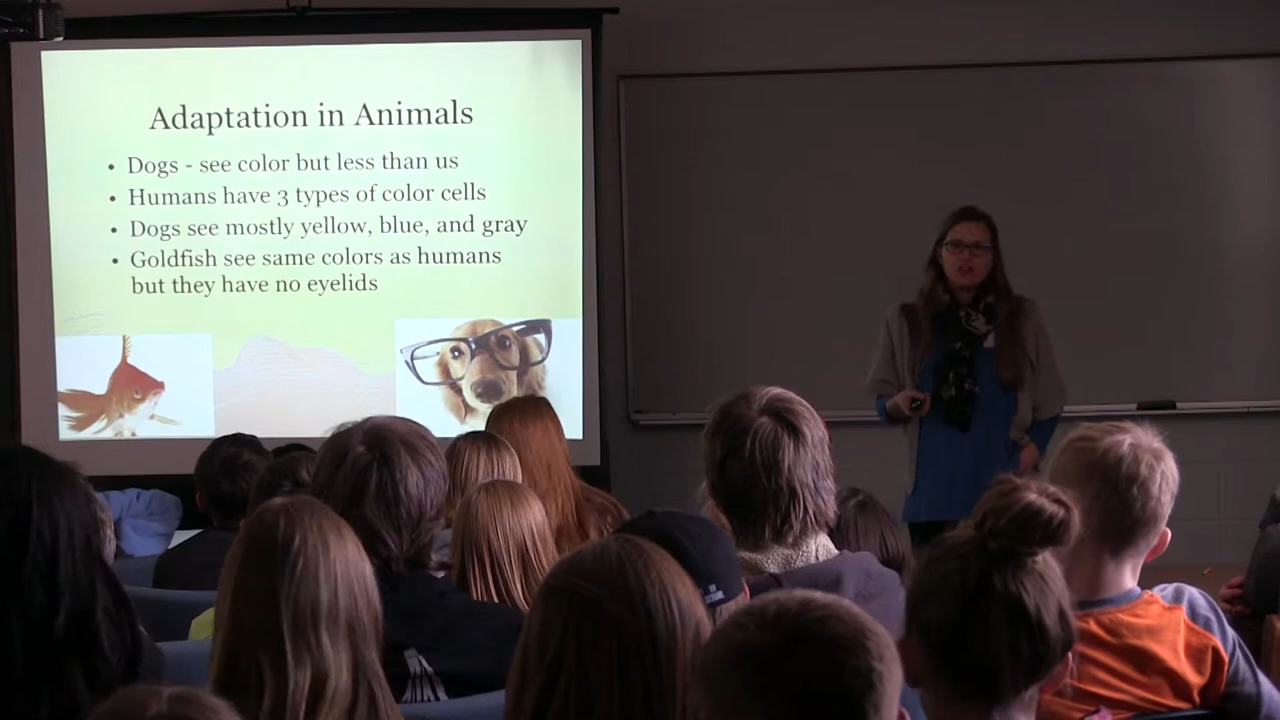 Adaptation in Animals
• Dogs - see color but less than us
• Humans have 3 types of color cells
• Dogs see mostly yellow, blue, and gray
• Goldfish see same colors as humans
but they have no eyelids